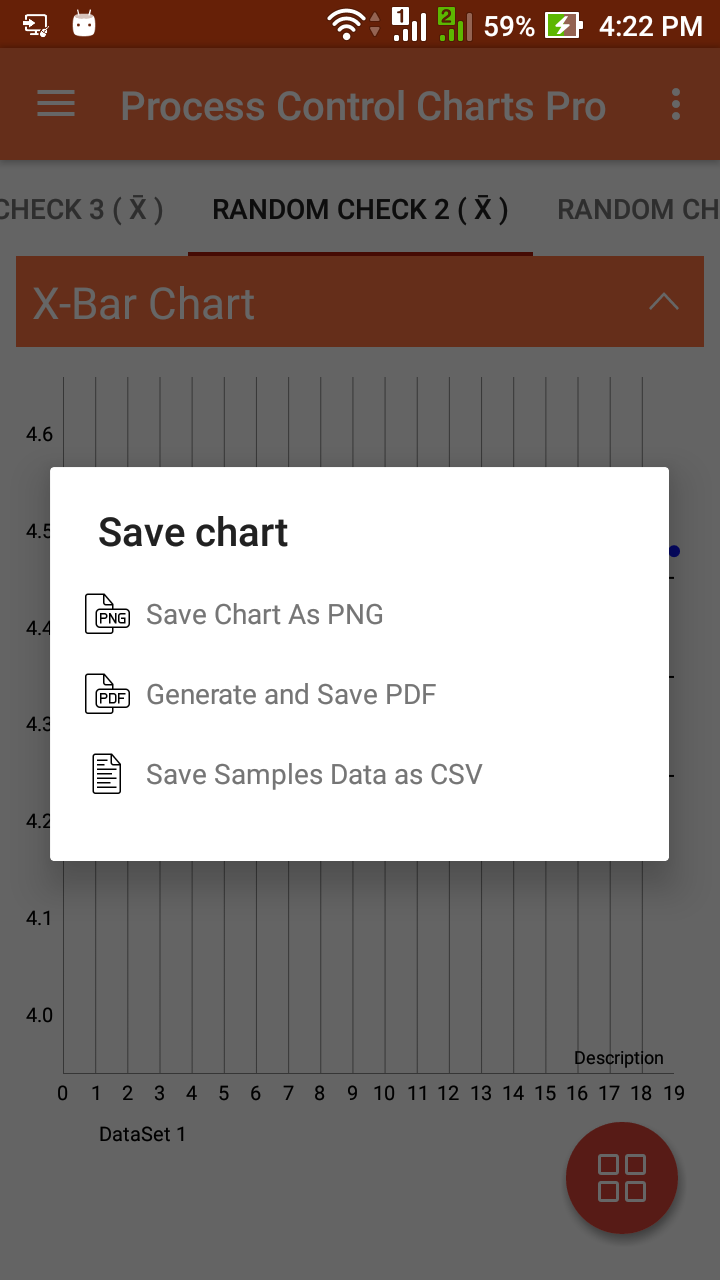 1 2 59% 4:22 PM
Process Control Charts Pro
CHECK 3 ( X̄ ) RANDOM CHECK 2 ( X̄ ) RANDOM CH
X-Bar Chart
4.6
4.5
Save chart
PNG Save Chart As PNG
4.4
PDF Generate and Save PDF
4.3
Save Samples Data as CSV
4.2
4.1
4.0
Description
0 1 2 3 4 5 6 7 8 9 10 11 12 13 14 15 16 17 18 19
DataSet 1